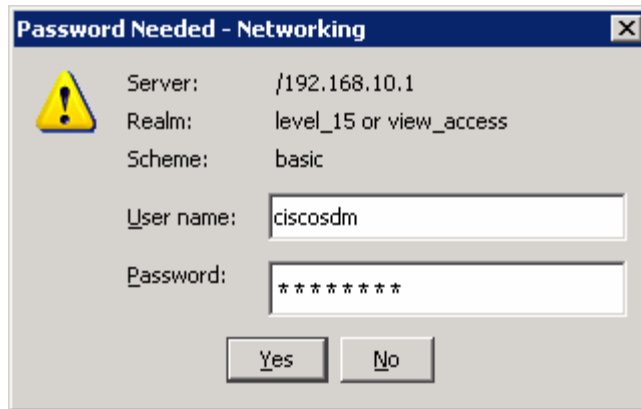 Password Needed - Networking
Server: /192.168.10.1
Realm: level_15 or view_access
Scheme: basic
User name: ciscosdm
Password: ********
Yes No